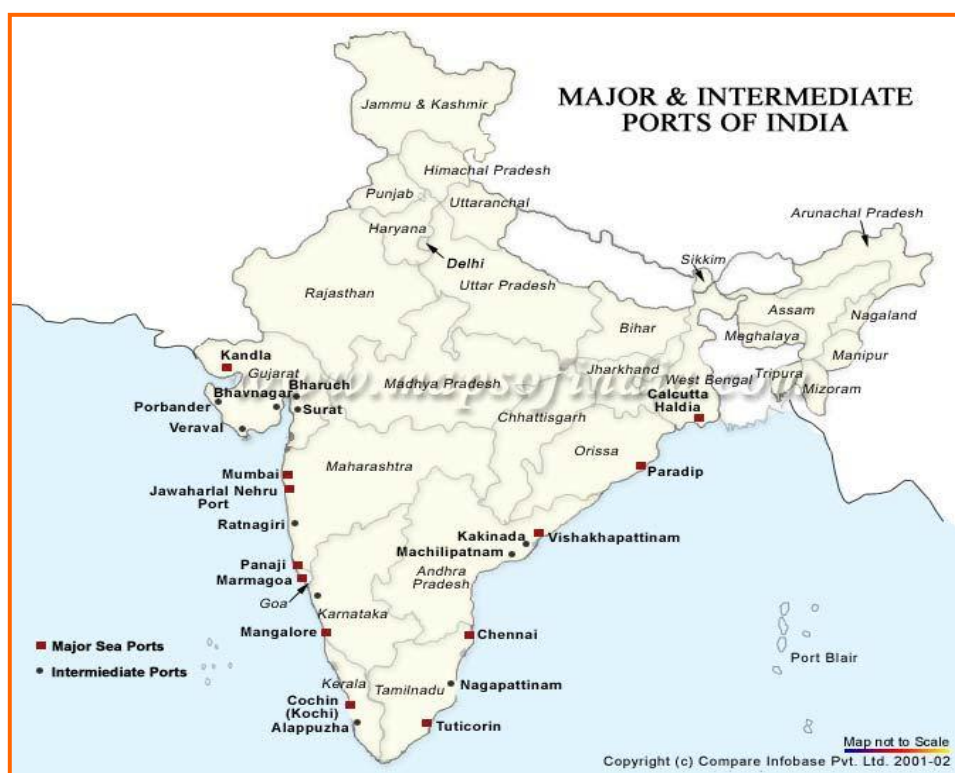 MAJOR & INTERMEDIATE
PORTS OF INDIA
Jammu & Kashmir
Himachal Pradesh
Punjab
Uttaranchal
Haryana
Delhi
Arunachal Pradesh
Sikkim
Rajasthan
Uttar Pradesh
Assam
Nagaland
Bihar
Meghalaya
Manipur
Kandla
Gujarat
Jharkhand
Tripura
www.mapsofindia.com
Bharuch
Madhya Pradesh
West Bengal
Mizoram
Bhavnagar
Calcutta
Porbander
Surat
Haldia
Chhattisgarh
Veraval
Orissa
Maharashtra
Mumbai
Paradip
Jawaharlal Nehru
Port
Ratnagiri
Kakinada
Vishakhapattinam
Machilipatnam
Panaji
Andhra
Pradesh
Marmagoa
Goa
Karnataka
Mangalore
Chennai
Major Sea Ports
Port Blair
Intermiediate Ports
Kerala
Tamilnadu
Nagapattinam
Cochin
(Kochi)
Alappuzha
Tuticorin
Map not to Scale
Copyright (c) Compare Infobase Pvt. Ltd. 2001-02